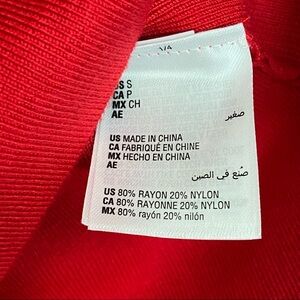 US S
CA P
MX CH
AE صغير
US MADE IN CHINA
CA FABRIQUÉ EN CHINE
MX HECHO EN CHINA
AE صُنع في الصين
US 80% RAYON 20% NYLON
CA 80% RAYONNE 20% NYLON
MX 80% rayón 20% nilón